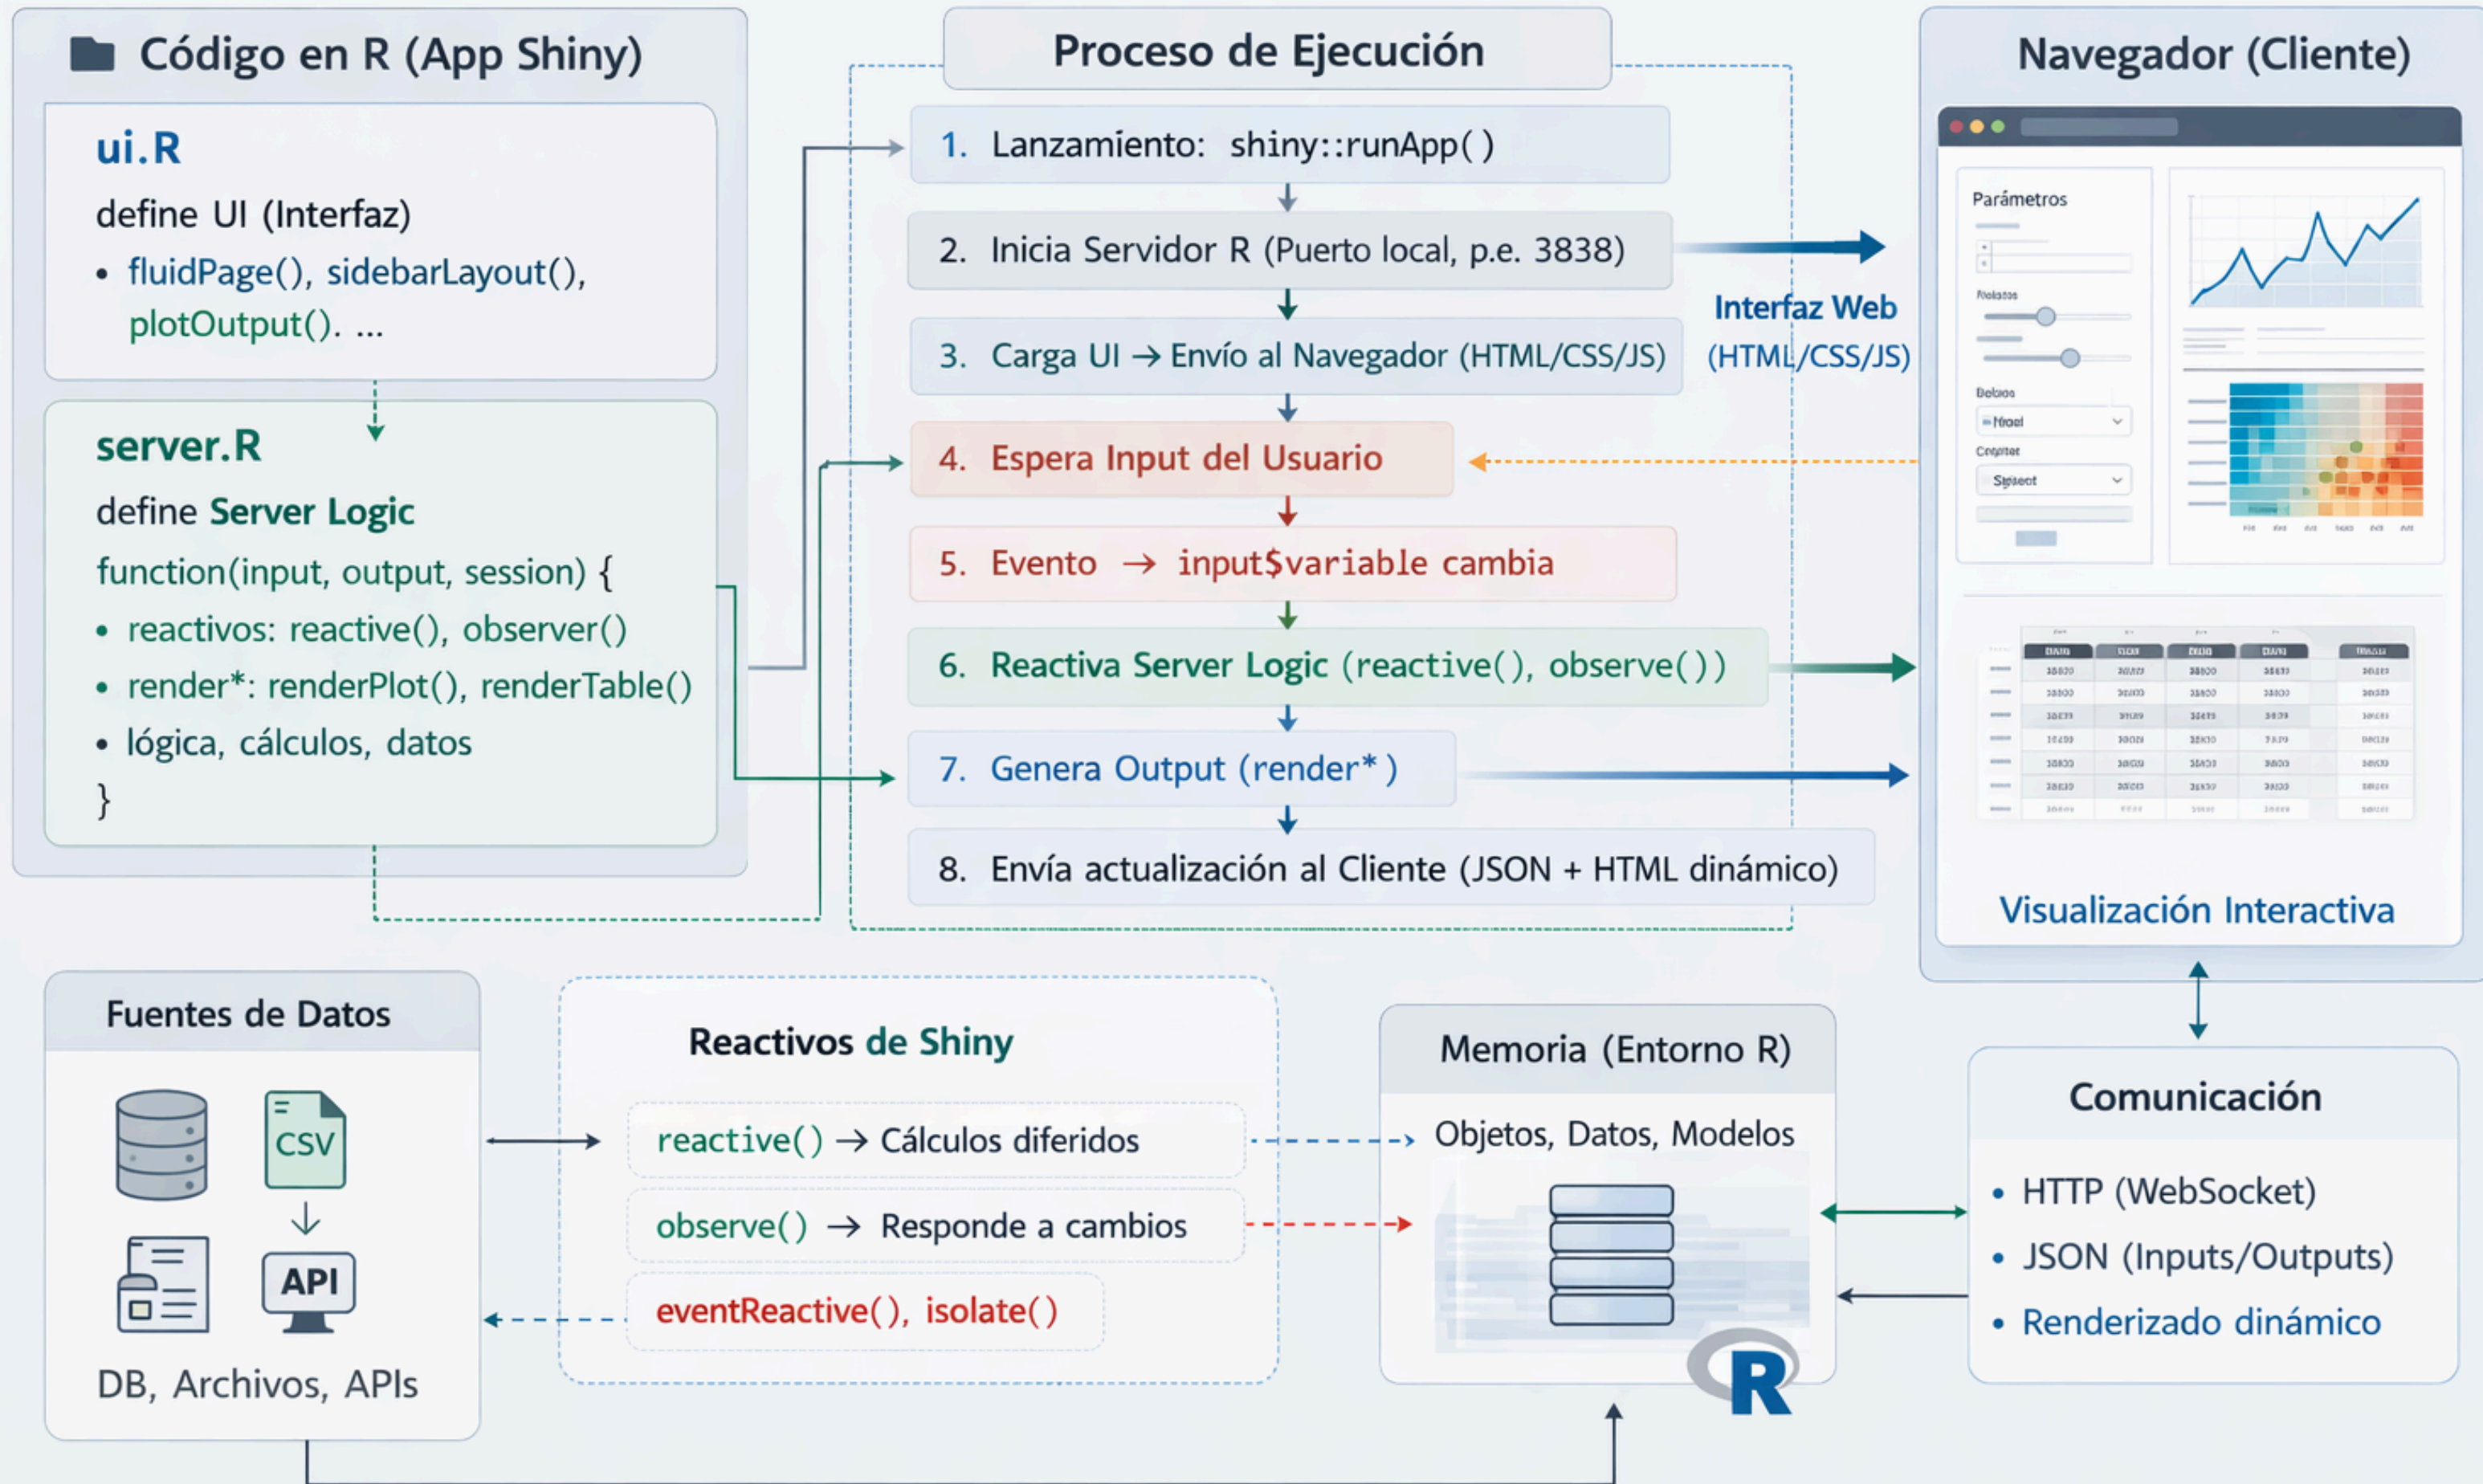 Código en R (App Shiny)
ui.R
define UI (Interfaz)
• fluidPage(), sidebarLayout(),
plotOutput(). ...
server.R
define Server Logic
function(input, output, session) {
• reactivos: reactive(), observer()
• render*: renderPlot(), renderTable()
• lógica, cálculos, datos
}
Proceso de Ejecución
1. Lanzamiento: shiny::runApp()
2. Inicia Servidor R (Puerto local, p.e. 3838)
3. Carga UI → Envío al Navegador (HTML/CSS/JS)
4. Espera Input del Usuario
5. Evento → input$variable cambia
6. Reactiva Server Logic (reactive(), observe())
7. Genera Output (render*)
8. Envía actualización al Cliente (JSON + HTML dinámico)
Interfaz Web
(HTML/CSS/JS)
Navegador (Cliente)
Parámetros
Visualización Interactiva
Fuentes de Datos
CSV
API
DB, Archivos, APIs
Reactivos de Shiny
reactive() → Cálculos diferidos
observe() → Responde a cambios
eventReactive(), isolate()
Memoria (Entorno R)
Objetos, Datos, Modelos
R
Comunicación
• HTTP (WebSocket)
• JSON (Inputs/Outputs)
• Renderizado dinámico